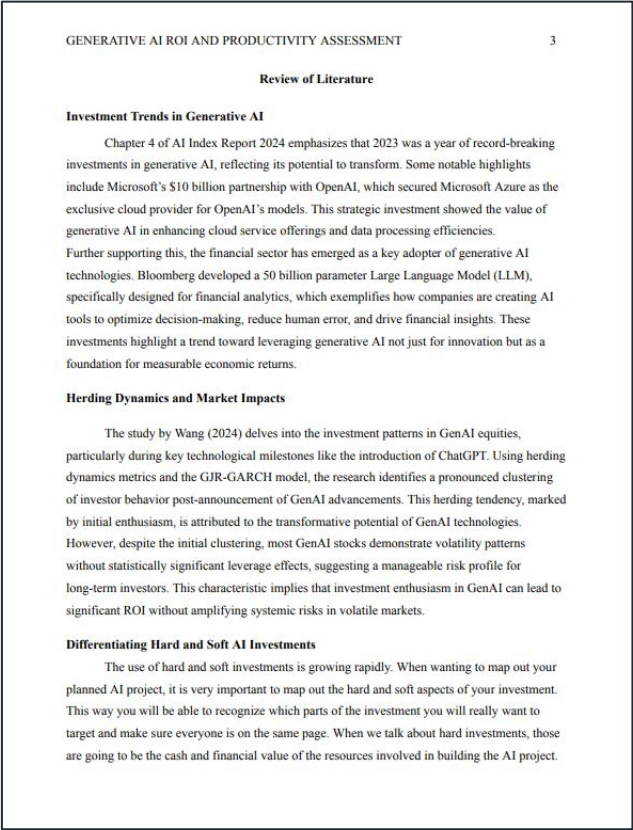 GENERATIVE AI ROI AND PRODUCTIVITY ASSESSMENT 3
Review of Literature
Investment Trends in Generative AI
Chapter 4 of AI Index Report 2024 emphasizes that 2023 was a year of record-breaking
investments in generative AI, reflecting its potential to transform. Some notable highlights
include Microsoft's $10 billion partnership with OpenAI, which secured Microsoft Azure as the
exclusive cloud provider for OpenAI's models. This strategic investment showed the value of
generative AI in enhancing cloud service offerings and data processing efficiencies.
Further supporting this, the financial sector has emerged as a key adopter of generative AI
technologies. Bloomberg developed a 50 billion parameter Large Language Model (LLM),
specifically designed for financial analytics, which exemplifies how companies are creating AI
tools to optimize decision-making, reduce human error, and drive financial insights. These
investments highlight a trend toward leveraging generative AI not just for innovation but as a
foundation for measurable economic returns.
Herding Dynamics and Market Impacts
The study by Wang (2024) delves into the investment patterns in GenAI equities,
particularly during key technological milestones like the introduction of ChatGPT. Using herding
dynamics metrics and the GJR-GARCH model, the research identifies a pronounced clustering
of investor behavior post-announcement of GenAI advancements. This herding tendency, marked
by initial enthusiasm, is attributed to the transformative potential of GenAI technologies.
However, despite the initial clustering, most GenAI stocks demonstrate volatility patterns
without statistically significant leverage effects, suggesting a manageable risk profile for
long-term investors. This characteristic implies that investment enthusiasm in GenAI can lead to
significant ROI without amplifying systemic risks in volatile markets.
Differentiating Hard and Soft AI Investments
The use of hard and soft investments is growing rapidly. When wanting to map out your
planned AI project, it is very important to map out the hard and soft aspects of your investment.
This way you will be able to recognize which parts of the investment you will really want to
target and make sure everyone is on the same page. When we talk about hard investments, those
are going to be the cash and financial value of the resources involved in building the AI project.